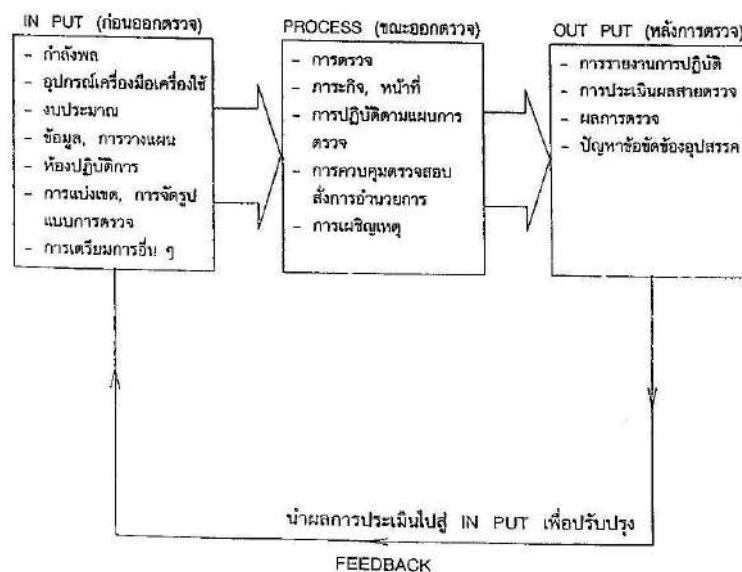 IN PUT (ก่อนออกตรวจ)
- กำลังพล
- อุปกรณ์เครื่องมือเครื่องใช้
- งบประมาณ
- ข้อมูล, การวางแผน
- ห้องปฏิบัติการ
- การแบ่งเขต, การจัดรูป
แบบการตรวจ
- การเตรียมการอื่น ๆ
PROCESS (ขณะออกตรวจ)
- การตรวจ
- ภาระกิจ, หน้าที่
- การปฏิบัติตามแผนการ
ตรวจ
- การควบคุมตรวจสอบ
สั่งการอำนวยการ
- การเผชิญเหตุ
OUT PUT (หลังการตรวจ)
- การรายงานการปฏิบัติ
- การประเมินผลสายตรวจ
- ผลการตรวจ
- ปัญหาข้อขัดข้องอุปสรรค
นำผลการประเมินไปสู่ IN PUT เพื่อปรับปรุง
FEEDBACK